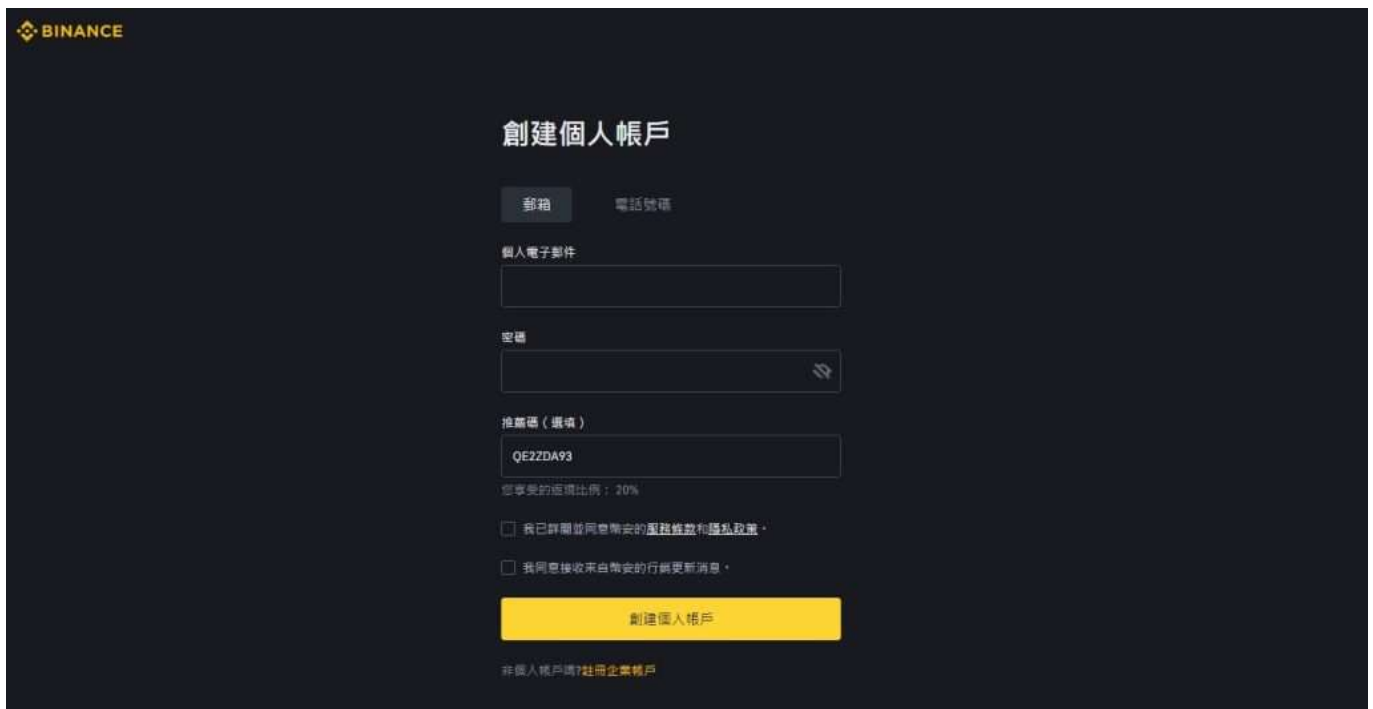 BINANCE
創建個人帳戶
郵箱 電話號碼
個人電子郵件
密碼
推薦碼（選填）
QE2ZDA93
您享受的返現比例： 20%
我已詳閱並同意幣安的服務條款和隱私政策。
我同意接收來自幣安的行銷更新消息。
創建個人帳戶
非個人帳戶嗎?註冊企業帳戶